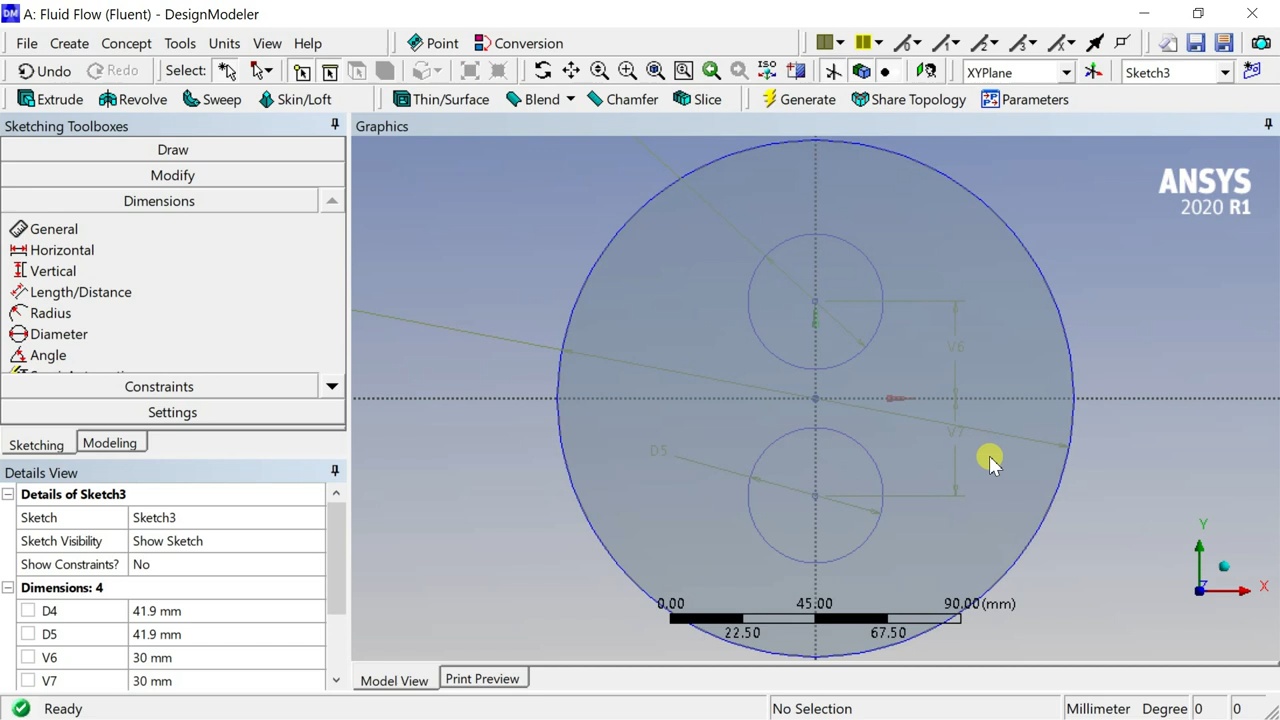 DM A: Fluid Flow (Fluent) - DesignModeler
File Create Concept Tools Units View Help Point Conversion
Undo Redo Select: ISO XYPlane Sketch3
Extrude Revolve Sweep Skin/Loft Thin/Surface Blend Chamfer Slice Generate Share Topology Parameters
Sketching Toolboxes
Draw
Modify
Dimensions
General
Horizontal
Vertical
Length/Distance
Radius
Diameter
Angle
Constraints
Settings
Sketching Modeling
Details View
Details of Sketch3
Sketch Sketch3
Sketch Visibility Show Sketch
Show Constraints? No
Dimensions: 4
D4 41.9 mm
D5 41.9 mm
V6 30 mm
V7 30 mm
Graphics
ANSYS
2020 R1
V6
V7
D5
0.00 45.00 90.00 (mm)
22.50 67.50
Y
X
Z
Model View Print Preview
Ready No Selection Millimeter Degree 0 0